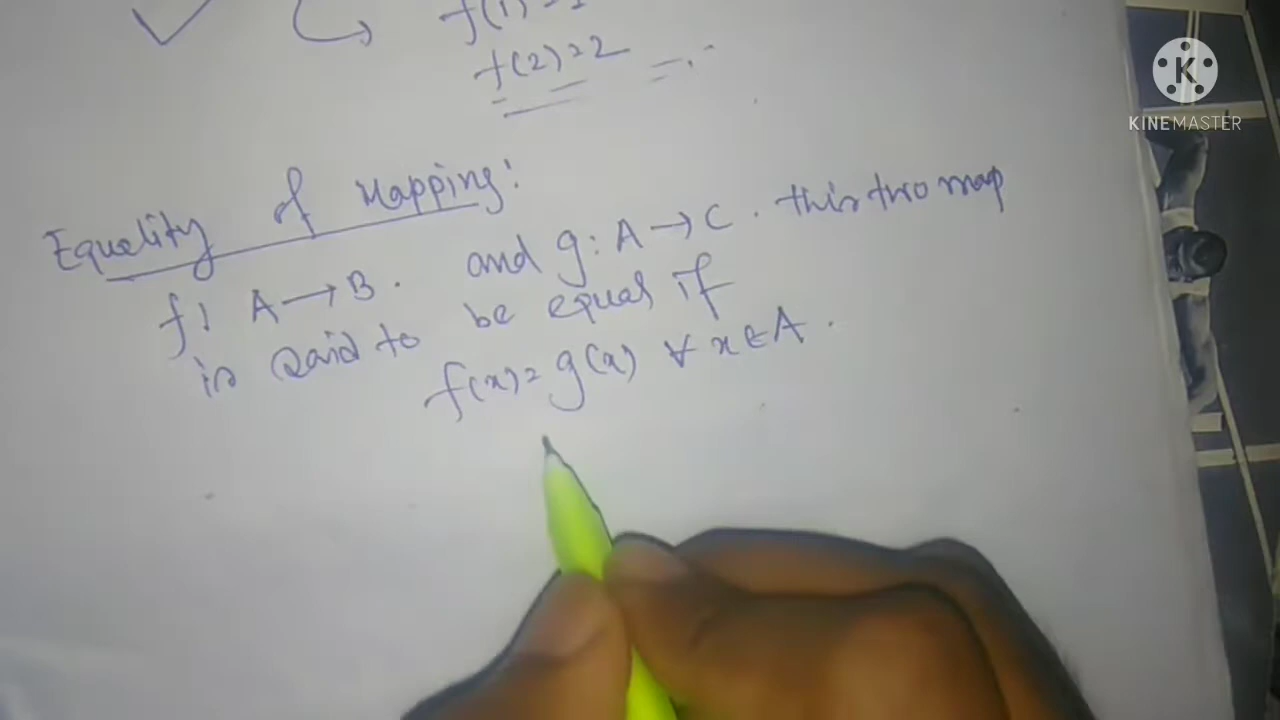 f(1)=1
f(2)=2
Equality of Mapping:
f: A→B. and g: A→C. this two map
is said to be equal if
f(x)= g(x) ∀ x∈A.
K
KINEMASTER